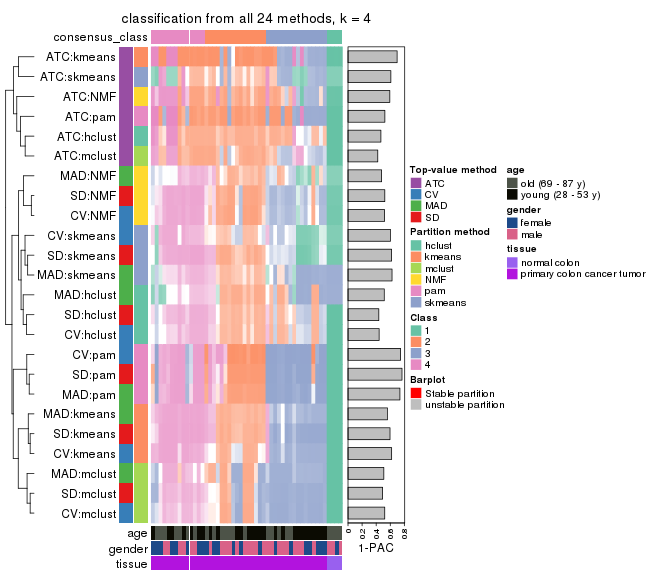 classification from all 24 methods, k = 4
consensus_class
ATC:kmeans
ATC:skmeans
ATC:NMF
ATC:pam
ATC:hclust
ATC:mclust
MAD:NMF
SD:NMF
CV:NMF
CV:skmeans
SD:skmeans
MAD:skmeans
MAD:hclust
SD:hclust
CV:hclust
CV:pam
SD:pam
MAD:pam
MAD:kmeans
SD:kmeans
CV:kmeans
MAD:mclust
SD:mclust
CV:mclust
age
gender
tissue
0
0.2
0.4
0.6
0.8
1-PAC
Top-value method
ATC
CV
MAD
SD
Partition method
hclust
kmeans
mclust
NMF
pam
skmeans
Class
1
2
3
4
Barplot
Stable partition
unstable partition
age
old (69 - 87 y)
young (28 - 53 y)
gender
female
male
tissue
normal colon
primary colon cancer tumor